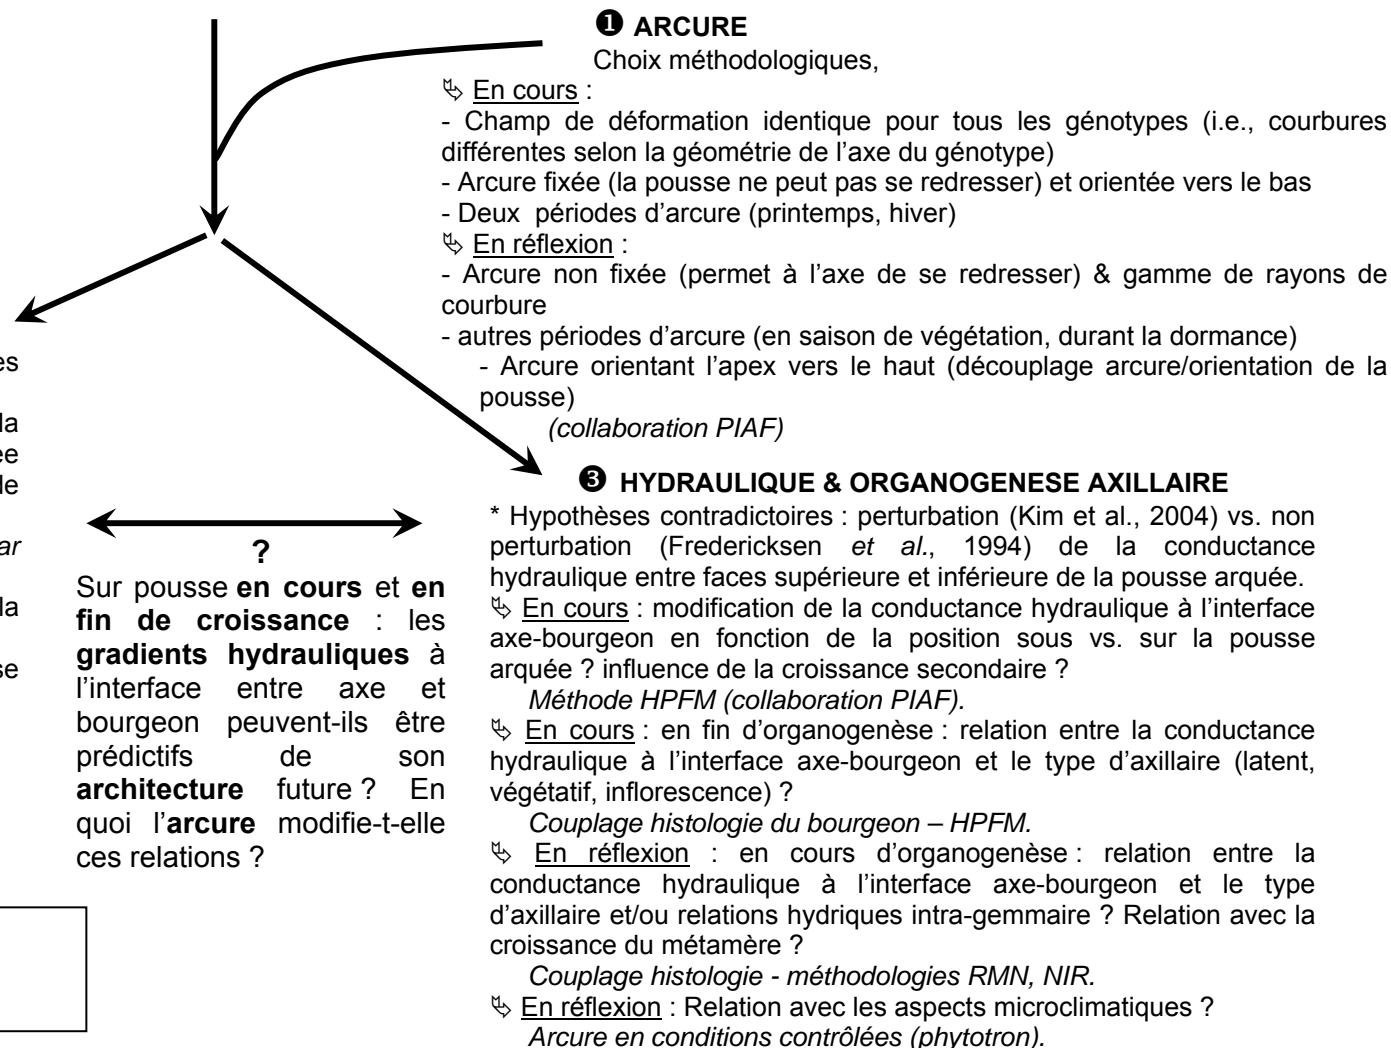 ❶ ARCURE
Choix méthodologiques,
↳ En cours :
- Champ de déformation identique pour tous les génotypes (i.e., courbures
différentes selon la géométrie de l'axe du génotype)
- Arcure fixée (la pousse ne peut pas se redresser) et orientée vers le bas
- Deux périodes d'arcure (printemps, hiver)
↳ En réflexion :
- Arcure non fixée (permet à l'axe de se redresser) & gamme de rayons de
courbure
- autres périodes d'arcure (en saison de végétation, durant la dormance)
- Arcure orientant l'apex vers le haut (découplage arcure/orientation de la
pousse)
(collaboration PIAF)
es
la
ée
de
ar
la
se
?
Sur pousse en cours et en
fin de croissance : les
gradients hydrauliques à
l'interface entre axe et
bourgeon peuvent-ils être
prédictifs de son
architecture future ? En
quoi l'arcure modifie-t-elle
ces relations ?
❸ HYDRAULIQUE & ORGANOGENESE AXILLAIRE
* Hypothèses contradictoires : perturbation (Kim et al., 2004) vs. non
perturbation (Fredericksen et al., 1994) de la conductance
hydraulique entre faces supérieure et inférieure de la pousse arquée.
↳ En cours : modification de la conductance hydraulique à l'interface
axe-bourgeon en fonction de la position sous vs. sur la pousse
arquée ? influence de la croissance secondaire ?
Méthode HPFM (collaboration PIAF).
↳ En cours : en fin d'organogenèse : relation entre la conductance
hydraulique à l'interface axe-bourgeon et le type d'axillaire (latent,
végétatif, inflorescence) ?
Couplage histologie du bourgeon – HPFM.
↳ En réflexion : en cours d'organogenèse : relation entre la
conductance hydraulique à l'interface axe-bourgeon et le type
d'axillaire et/ou relations hydriques intra-gemmaire ? Relation avec la
croissance du métamère ?
Couplage histologie - méthodologies RMN, NIR.
↳ En réflexion : Relation avec les aspects microclimatiques ?
Arcure en conditions contrôlées (phytotron).